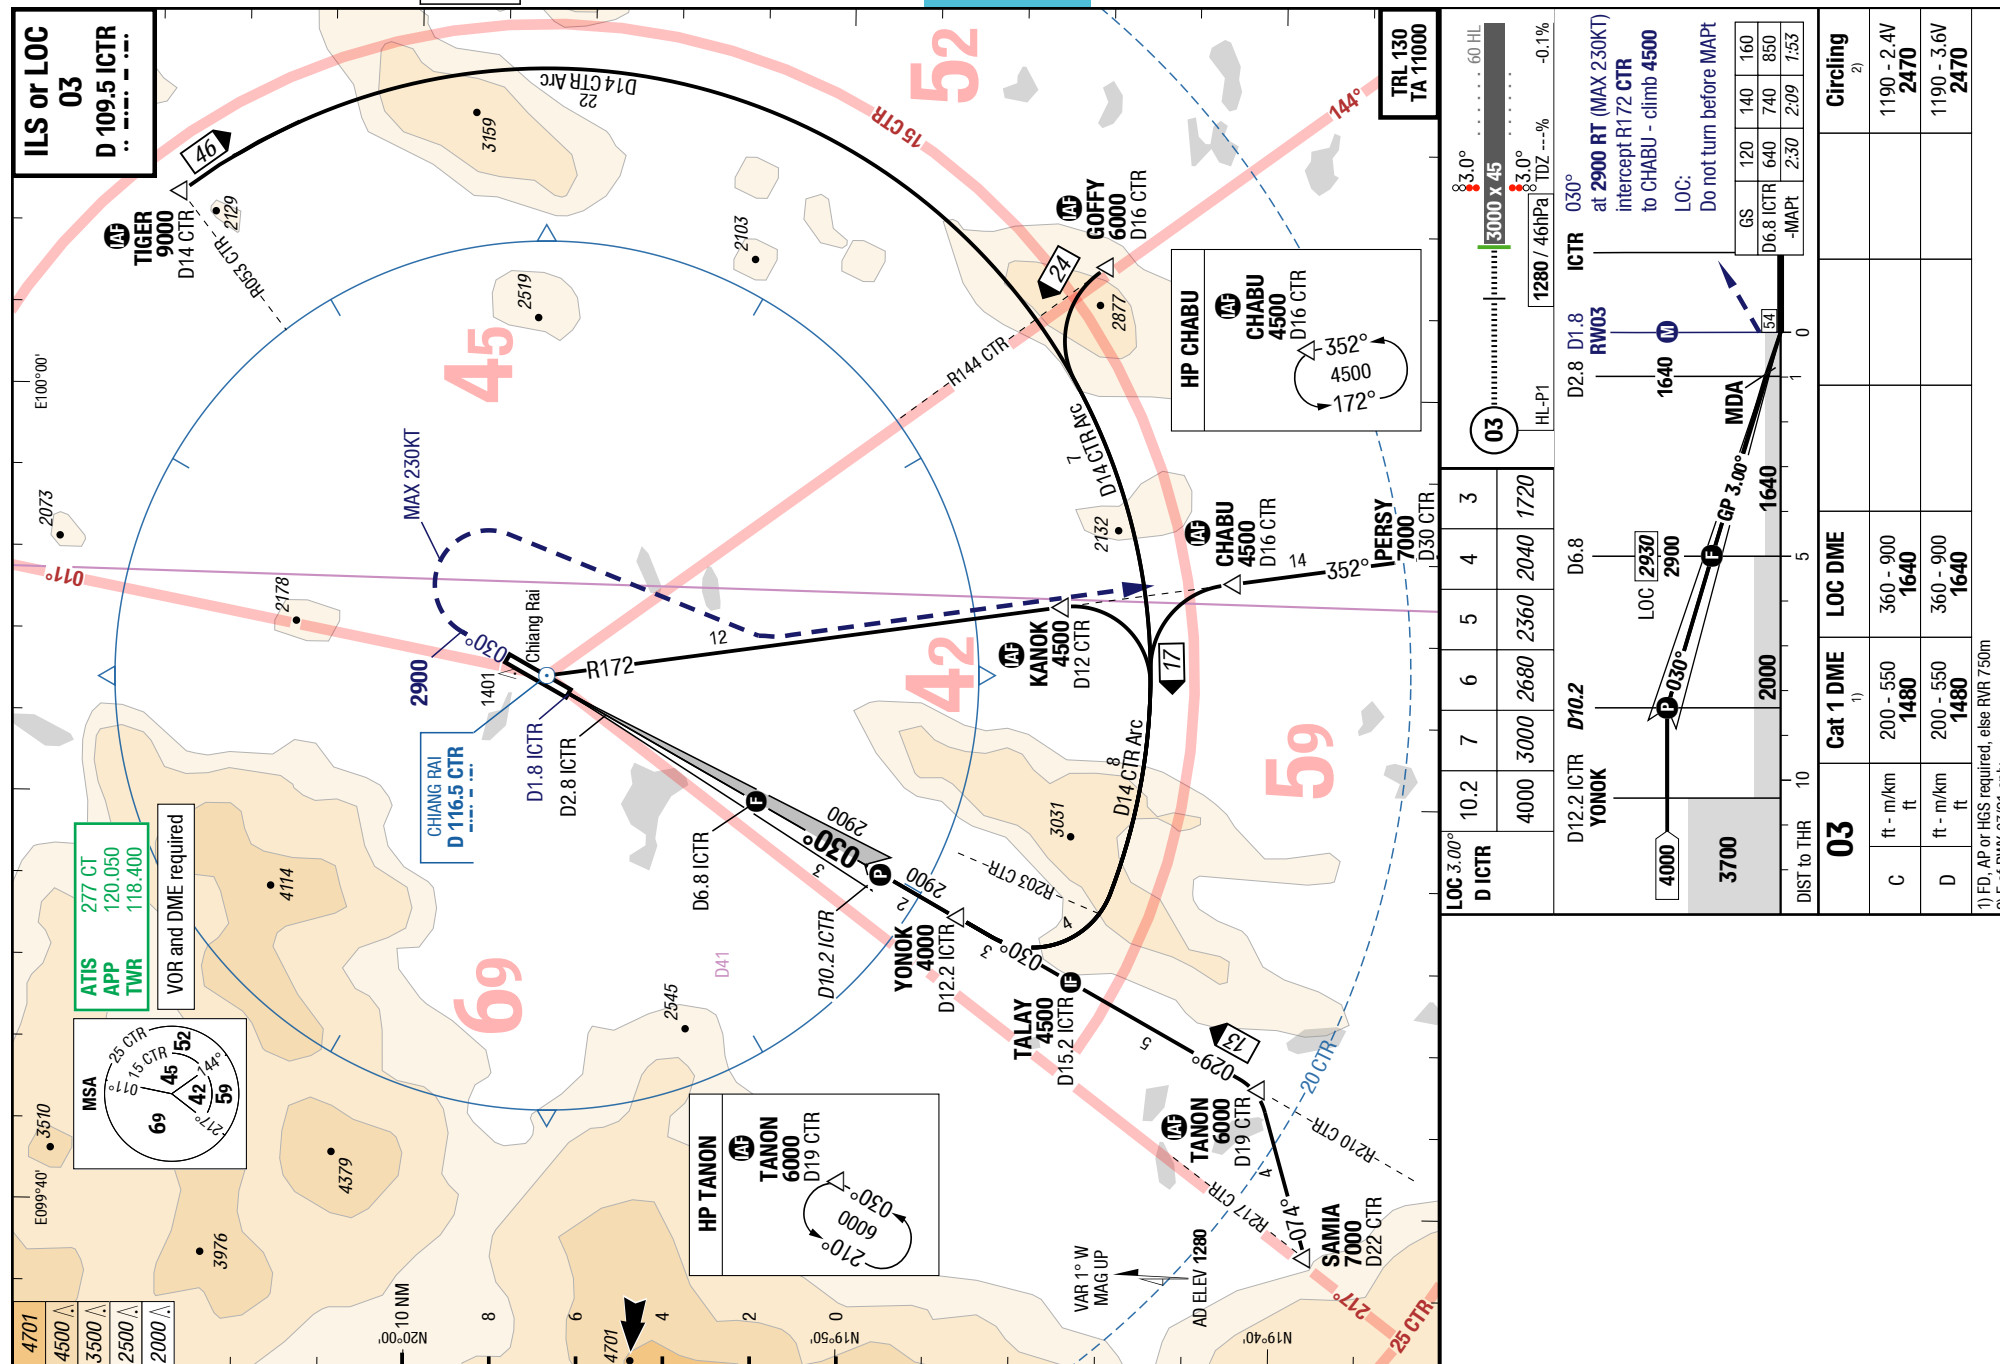 ILS or LOC
03
D 109.5 ICTR
TRL 130
TA 11000
ATIS 277 CT
APP 120.050
TWR 118.400
VOR and DME required
MSA
25 CTR
15 CTR
011°
144°
217°
69
45
52
42
59
4701
4500
3500
2500
2000
E100°00'
E099°40'
N20°00'
N19°50'
N19°40'
10 NM
8
6
4
2
0
3510
3976
4379
4114
4701
2545
2073
2178
2129
3159
2103
2519
2877
2132
3031
1401
52
45
42
59
69
15 CTR
144°
011°
217°
25 CTR
20 CTR
D41
46
IAF
TIGER
9000
D14 CTR
R053 CTR
22
D14 CTR Arc
IAF
GOFFY
6000
D16 CTR
24
R144 CTR
7
D14 CTR Arc
HP CHABU
IAF
CHABU
4500
D16 CTR
352°
4500
172°
IAF
CHABU
4500
D16 CTR
14
352°
PERSY
7000
D30 CTR
IAF
KANOK
4500
D12 CTR
12
R172
17
8
D14 CTR Arc
MAX 230KT
2900
030°
Chiang Rai
CHIANG RAI
D 116.5 CTR
D1.8 ICTR
D2.8 ICTR
D6.8 ICTR
F
2900
030°
3
P
D10.2 ICTR
2900
2
YONOK
4000
D12.2 ICTR
3
030°
R203 CTR
4
IF
TALAY
4500
D15.2 ICTR
5
029°
13
IAF
TANON
6000
D19 CTR
R210 CTR
4
074°
R217 CTR
SAMIA
7000
D22 CTR
HP TANON
IAF
TANON
6000
D19 CTR
030°
6000
210°
VAR 1° W
MAG UP
AD ELEV 1280
LOC 3.00°
D ICTR
10.2 7 6 5 4 3
4000 3000 2680 2360 2040 1720
03
HL-P1
3.0°
3.0°
3000 x 45
60 HL
1280 / 46hPa
TDZ ---%
-0.1%
D12.2 ICTR
YONOK
D10.2
D6.8
D2.8
D1.8
RW03
ICTR
4000
3700
P
030°
2000
LOC 2930
2900
F
GP 3.00°
1640
MDA
1640
M
54
DIST to THR
10
5
1
0
030°
at 2900 RT (MAX 230KT)
intercept R172 CTR
to CHABU - climb 4500
LOC:
Do not turn before MAPt
GS 120 140 160
D6.8 ICTR 640 740 850
-MAPt 2:30 2:09 1:53
03
Cat 1 DME
1)
LOC DME
Circling
2)
C
ft - m/km
ft
200 - 550
1480
360 - 900
1640
1190 - 2.4V
2470
D
ft - m/km
ft
200 - 550
1480
360 - 900
1640
1190 - 3.6V
2470
1) FD, AP or HGS required, else RVR 750m